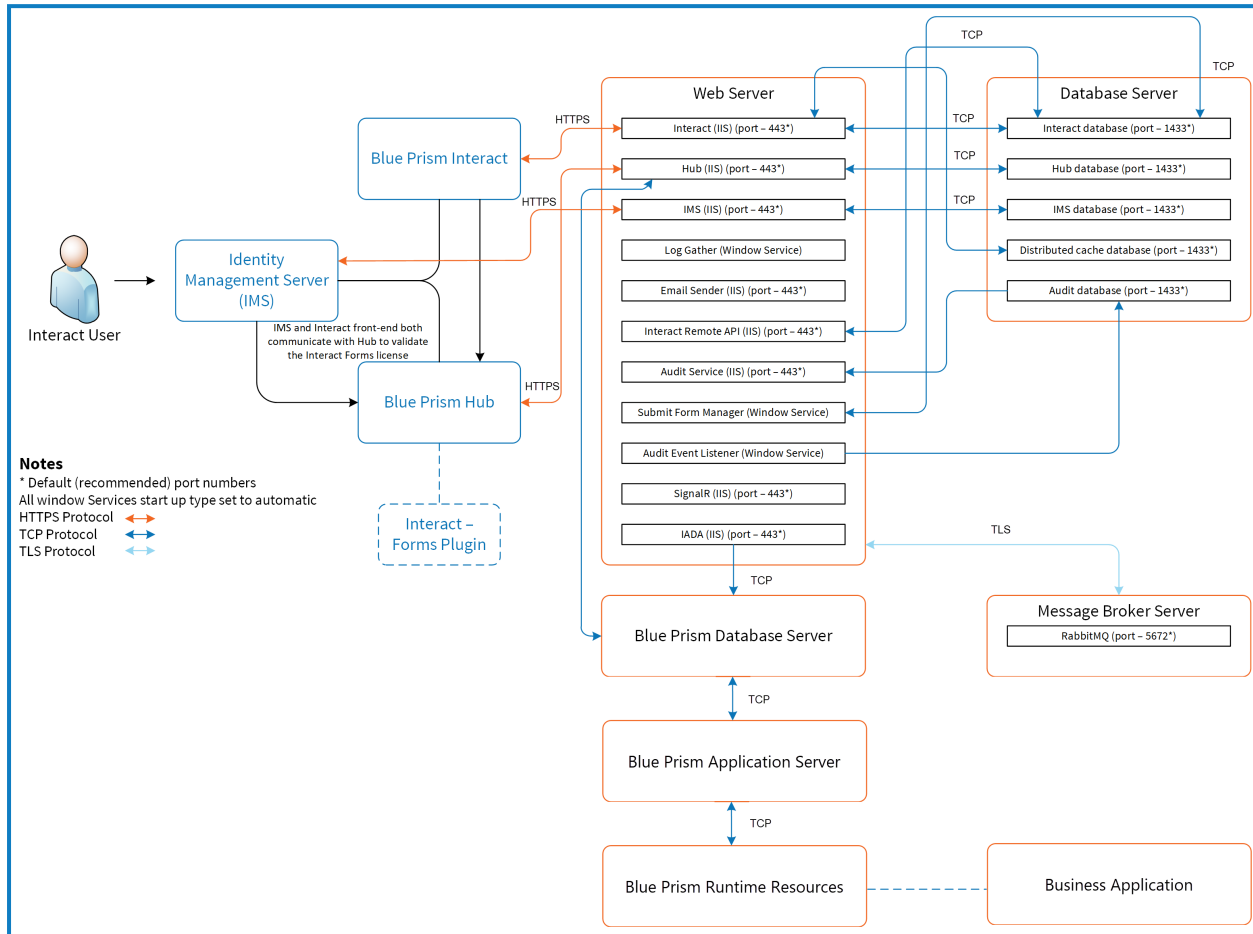 TCP
TCP
Web Server
Database Server
HTTPS
Interact (IIS) (port – 443*)
TCP
Interact database (port – 1433*)
Blue Prism Interact
Hub (IIS) (port – 443*)
TCP
Hub database (port – 1433*)
HTTPS
IMS (IIS) (port – 443*)
TCP
IMS database (port – 1433*)
Log Gather (Window Service)
Distributed cache database (port – 1433*)
Identity
Management Server
(IMS)
Email Sender (IIS) (port – 443*)
Audit database (port – 1433*)
Interact User
IMS and Interact front-end both
communicate with Hub to validate
the Interact Forms license
Interact Remote API (IIS) (port – 443*)
Audit Service (IIS) (port – 443*)
HTTPS
Blue Prism Hub
Submit Form Manager (Window Service)
Audit Event Listener (Window Service)
Notes
* Default (recommended) port numbers
All window Services start up type set to automatic
HTTPS Protocol
TCP Protocol
TLS Protocol
SignalR (IIS) (port – 443*)
Interact –
Forms Plugin
IADA (IIS) (port – 443*)
TLS
TCP
Message Broker Server
RabbitMQ (port – 5672*)
Blue Prism Database Server
TCP
Blue Prism Application Server
TCP
Blue Prism Runtime Resources
Business Application